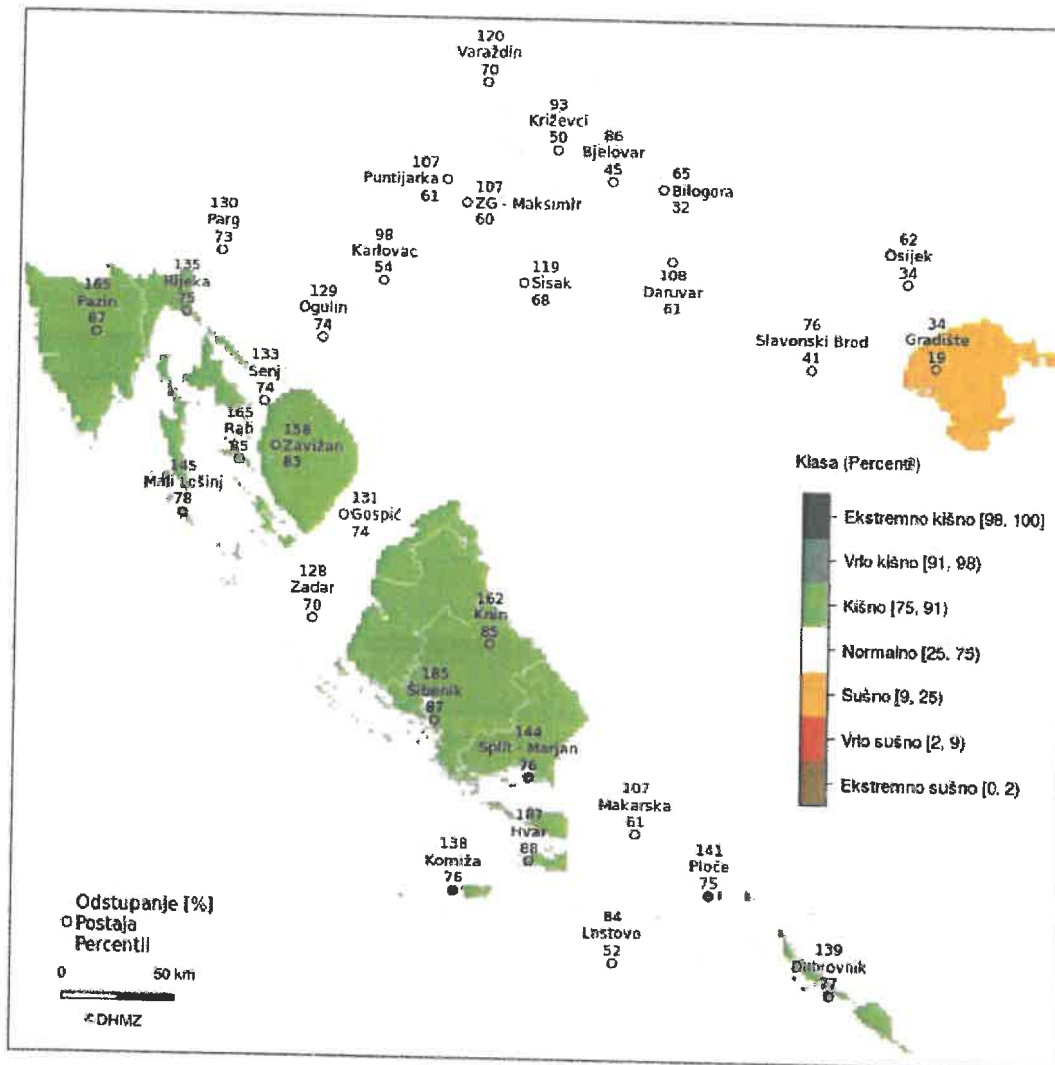 120
Varaždin
70
93
Križevci
50
86
Bjelovar
45
107
Puntijarka
61
107
ZG - Maksimir
60
65
Bilogora
32
130
Parg
73
98
Karlovac
54
62
Osijek
34
135
Rijeka
75
165
Pazin
87
119
Sisak
68
108
Daruvar
61
129
Ogulin
74
76
Slavonski Brod
41
34
Gradište
19
133
Senj
74
165
Rab
85
158
Zavižan
83
145
Mali Lošinj
78
131
Gospić
74
128
Zadar
70
162
Knin
85
185
Šibenik
87
144
Split - Marjan
76
107
Makarska
61
187
Hvar
88
138
Komiža
76
141
Ploče
75
84
Lastovo
52
139
Dubrovnik
77
Klasa (Percentil)
Ekstremno kišno [98, 100]
Vrlo kišno [91, 98)
Kišno [75, 91)
Normalno [25, 75)
Sušno [9, 25)
Vrlo sušno [2, 9)
Ekstremno sušno [0, 2)
Odstupanje [%]
Postaja
Percentil
0 50 km
©DHMZ